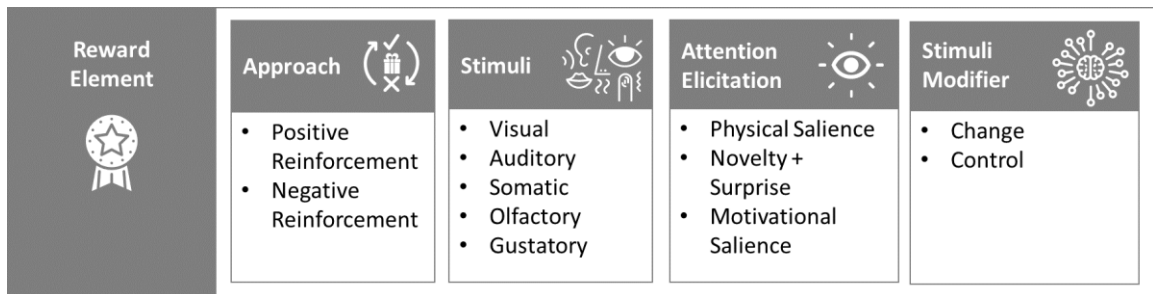 Reward
Element
Approach
• Positive
Reinforcement
• Negative
Reinforcement
Stimuli
• Visual
• Auditory
• Somatic
• Olfactory
• Gustatory
Attention
Elicitation
• Physical Salience
• Novelty +
Surprise
• Motivational
Salience
Stimuli
Modifier
• Change
• Control